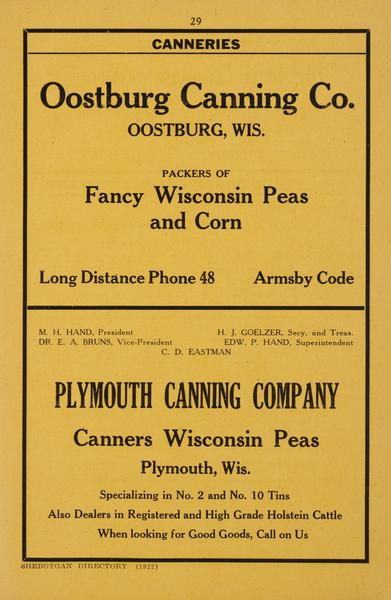 29
CANNERIES
Oostburg Canning Co.
OOSTBURG, WIS.
PACKERS OF
Fancy Wisconsin Peas
and Corn
Long Distance Phone 48 Armsby Code
M. H. HAND, President H. J. GOELZER, Secy. and Treas.
DR. E. A. BRUNS, Vice-President EDW. P. HAND, Superintendent
C. D. EASTMAN
PLYMOUTH CANNING COMPANY
Canners Wisconsin Peas
Plymouth, Wis.
Specializing in No. 2 and No. 10 Tins
Also Dealers in Registered and High Grade Holstein Cattle
When looking for Good Goods, Call on Us
SHEBOYGAN DIRECTORY (1922)